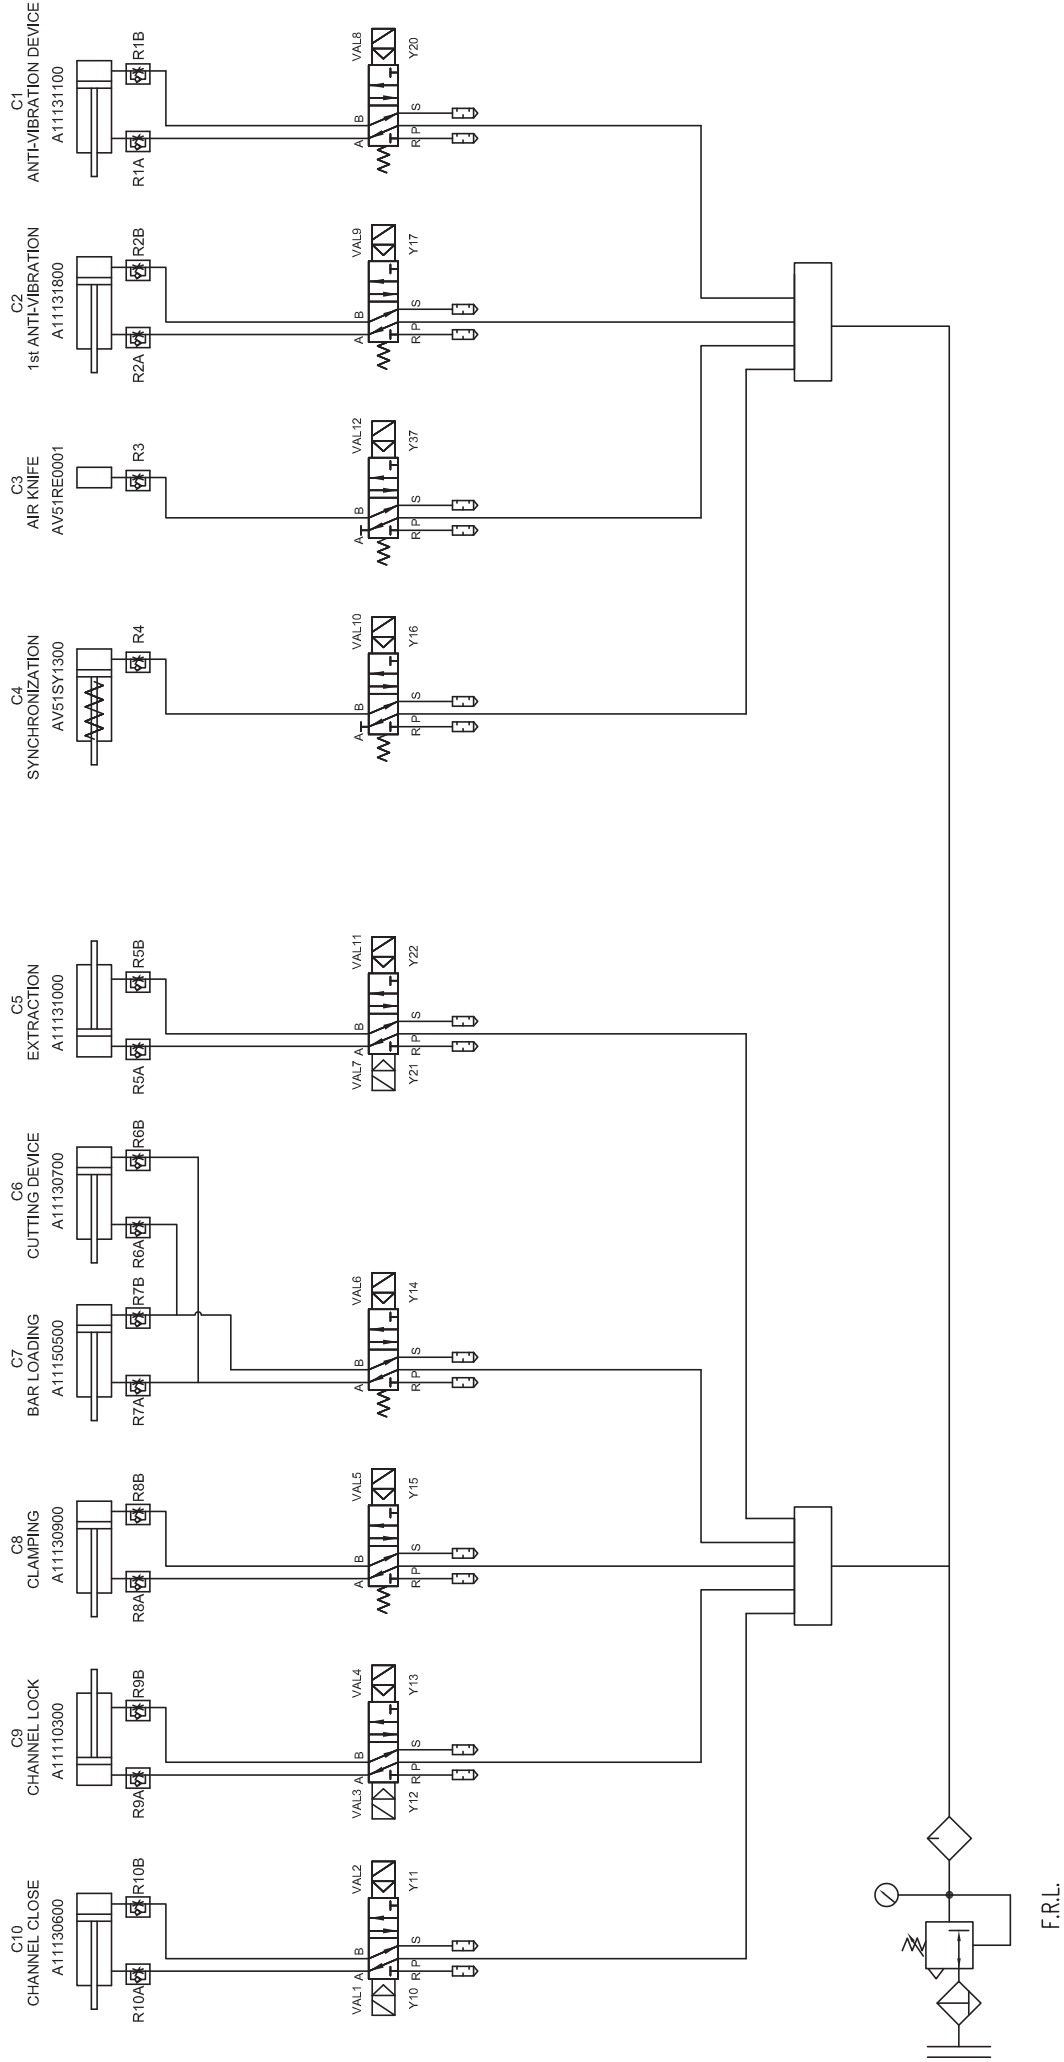 C1
ANTI-VIBRATION DEVICE
A11131100
R1A
R1B
VAL8
Y20
A
B
R
P
S
C2
1st ANTI-VIBRATION
A11131800
R2A
R2B
VAL9
Y17
A
B
R
P
S
C3
AIR KNIFE
AV51RE0001
R3
VAL12
Y37
A
B
R
P
S
C4
SYNCHRONIZATION
AV51SY1300
R4
VAL10
Y16
A
B
R
P
S
C5
EXTRACTION
A11131000
R5A
R5B
VAL7
VAL11
Y21
Y22
A
B
R
P
S
C6
CUTTING DEVICE
A11130700
R6A
R6B
C7
BAR LOADING
A11150500
R7A
R7B
VAL6
Y14
A
B
R
P
S
C8
CLAMPING
A11130900
R8A
R8B
VAL5
Y15
A
B
R
P
S
C9
CHANNEL LOCK
A11110300
R9A
R9B
VAL3
VAL4
Y12
Y13
A
B
R
P
S
C10
CHANNEL CLOSE
A11130600
R10A
R10B
VAL1
VAL2
Y10
Y11
A
B
R
P
S
F.R.L.